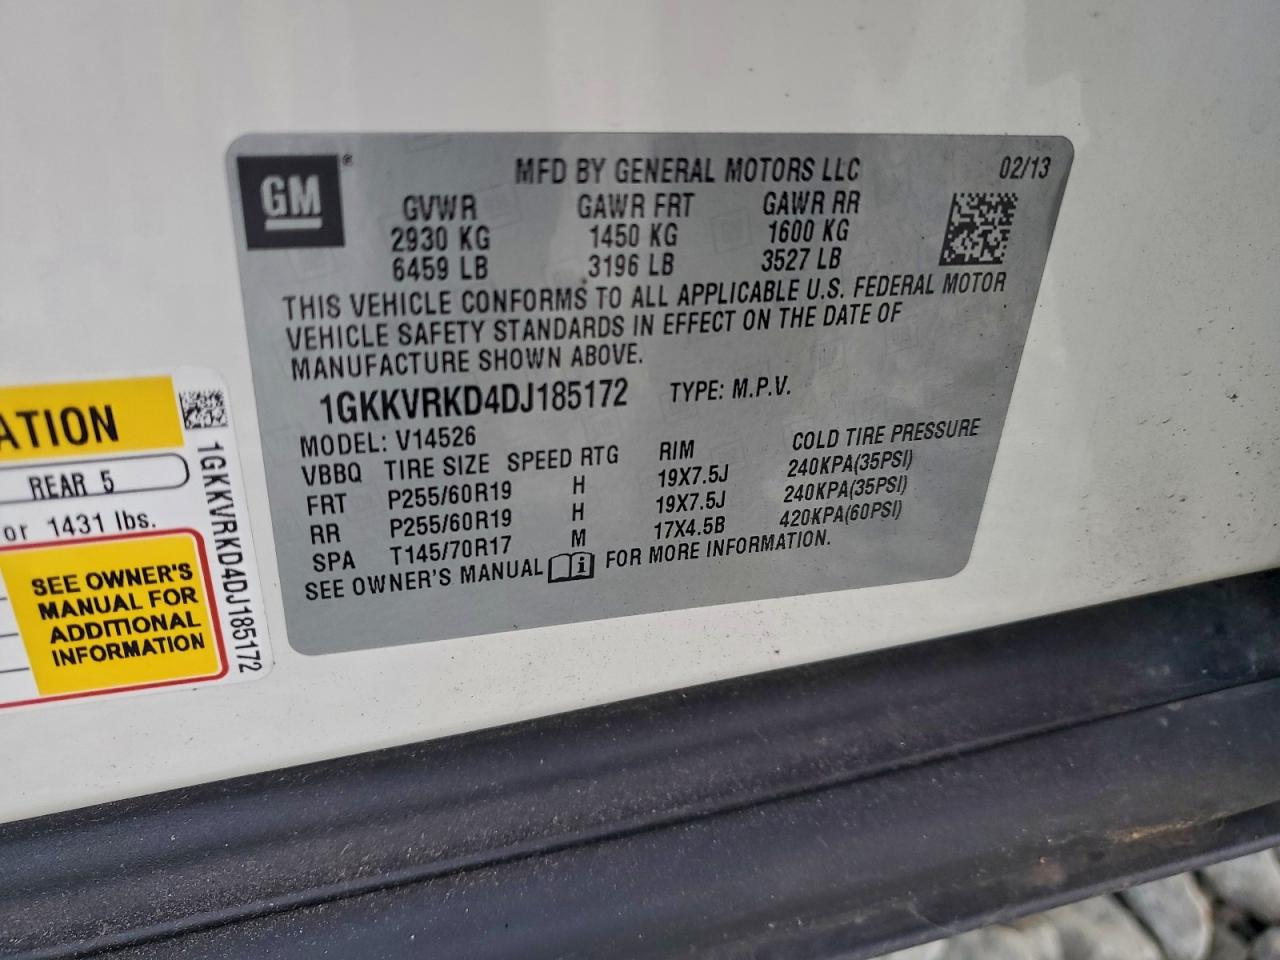 GM®
MFD BY GENERAL MOTORS LLC 02/13
GVWR GAWR FRT GAWR RR
2930 KG 1450 KG 1600 KG
6459 LB 3196 LB 3527 LB
THIS VEHICLE CONFORMS TO ALL APPLICABLE U.S. FEDERAL MOTOR
VEHICLE SAFETY STANDARDS IN EFFECT ON THE DATE OF
MANUFACTURE SHOWN ABOVE.
1GKKVRKD4DJ185172 TYPE: M.P.V.
MODEL: V14526
VBBQ TIRE SIZE SPEED RTG RIM COLD TIRE PRESSURE
FRT P255/60R19 H 19X7.5J 240KPA(35PSI)
RR P255/60R19 H 19X7.5J 240KPA(35PSI)
SPA T145/70R17 M 17X4.5B 420KPA(60PSI)
SEE OWNER'S MANUAL FOR MORE INFORMATION.
ATION
REAR 5
or 1431 lbs.
SEE OWNER'S
MANUAL FOR
ADDITIONAL
INFORMATION
1GKKVRKD4DJ185172